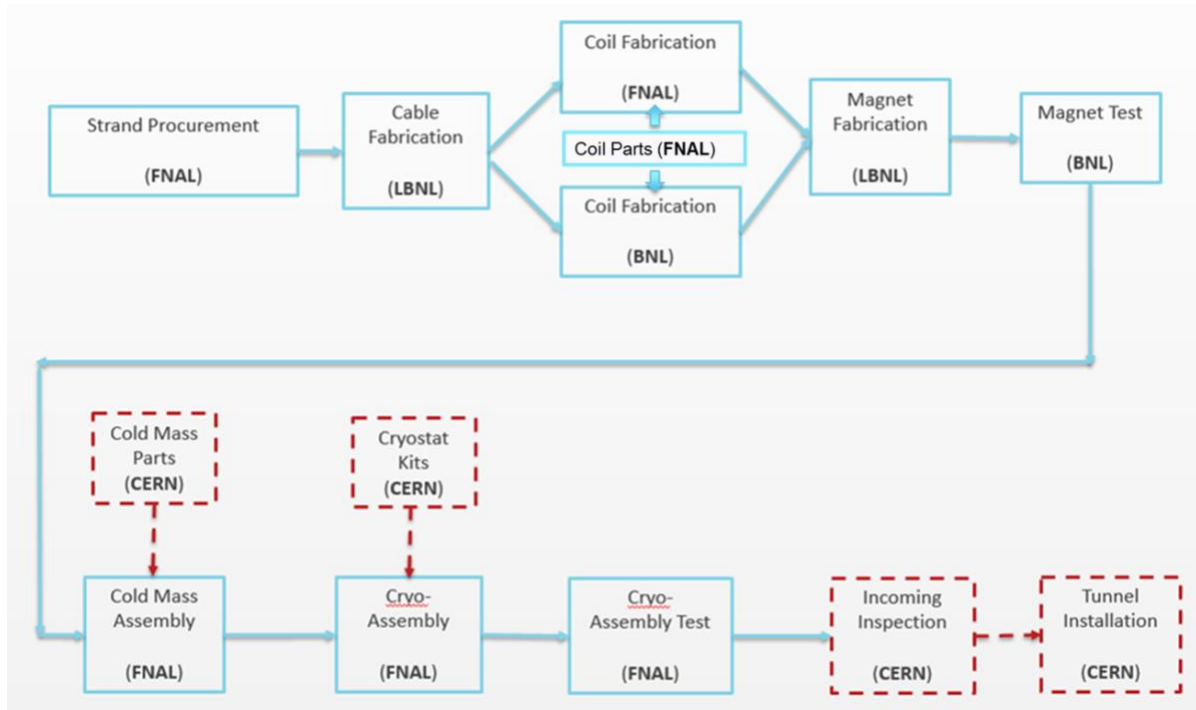 Strand Procurement
(FNAL)
Cable
Fabrication
(LBNL)
Coil Fabrication
(FNAL)
Coil Parts (FNAL)
Coil Fabrication
(BNL)
Magnet
Fabrication
(LBNL)
Magnet Test
(BNL)
Cold Mass
Parts
(CERN)
Cryostat
Kits
(CERN)
Cold Mass
Assembly
(FNAL)
Cryo-
Assembly
(FNAL)
Cryo-
Assembly Test
(FNAL)
Incoming
Inspection
(CERN)
Tunnel
Installation
(CERN)